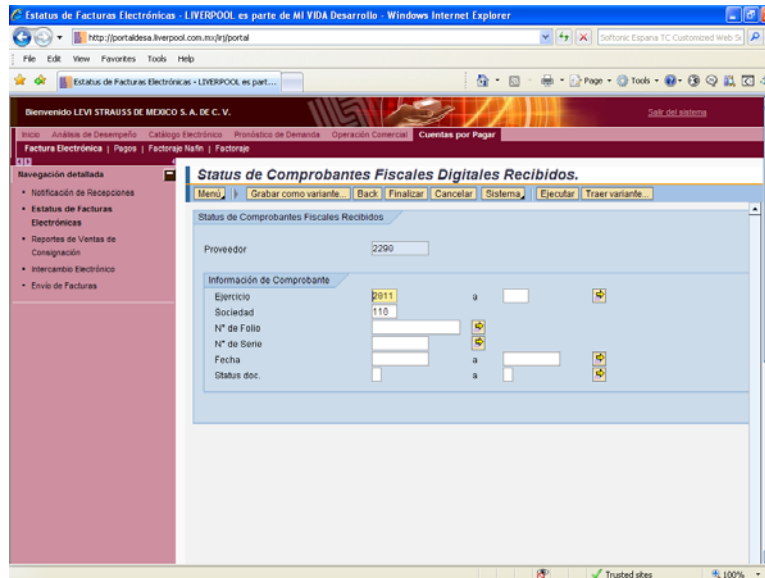 Estatus de Facturas Electrónicas - LIVERPOOL es parte de MI VIDA Desarrollo - Windows Internet Explorer
http://portaldesa.liverpool.com.mx/irj/portal
Softonic Espana TC Customized Web Se
File Edit View Favorites Tools Help
Estatus de Facturas Electrónicas - LIVERPOOL es part...
Page Tools
Bienvenido LEVI STRAUSS DE MEXICO S. A. DE C. V.
Salir del sistema
Inicio Análisis de Desempeño Catálogo Electrónico Pronóstico de Demanda Operación Comercial Cuentas por Pagar
Factura Electrónica | Pagos | Factoraje Nafin | Factoraje
Navegación detallada
• Notificación de Recepciones
• Estatus de Facturas
Electrónicas
• Reportes de Ventas de
Consignación
• Intercambio Electrónico
• Envío de Facturas
Status de Comprobantes Fiscales Digitales Recibidos.
Menú Grabar como variante... Back Finalizar Cancelar Sistema Ejecutar Traer variante...
Status de Comprobantes Fiscales Recibidos
Proveedor 2290
Información de Comprobante
Ejercicio 2011 a
Sociedad 110
N° de Folio
N° de Serie
Fecha a
Status doc. a
Trusted sites 100%